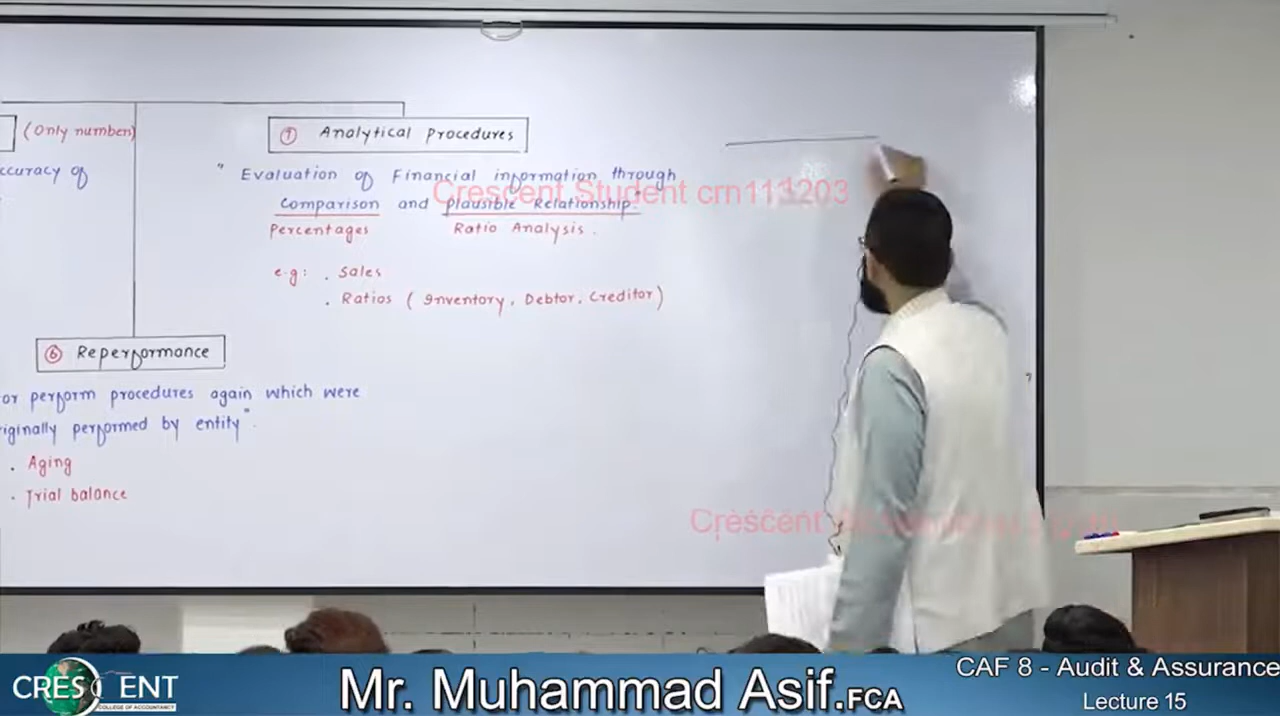 (Only number)
ccuracy of
⑦ Analytical Procedures
" Evaluation of Financial information through
Comparison and plausible Relationship."
Percentages Ratio Analysis.
e.g: . Sales
. Ratios ( Inventory, Debtor, Creditor)
⑥ Reperformance
or perform procedures again which were
riginally performed by entity".
. Aging
. Trial balance
Crescent Student crn111203
Crescent
CRESCENT
COLLEGE OF ACCOUNTANCY
Mr. Muhammad Asif.FCA
CAF 8 - Audit & Assurance
Lecture 15